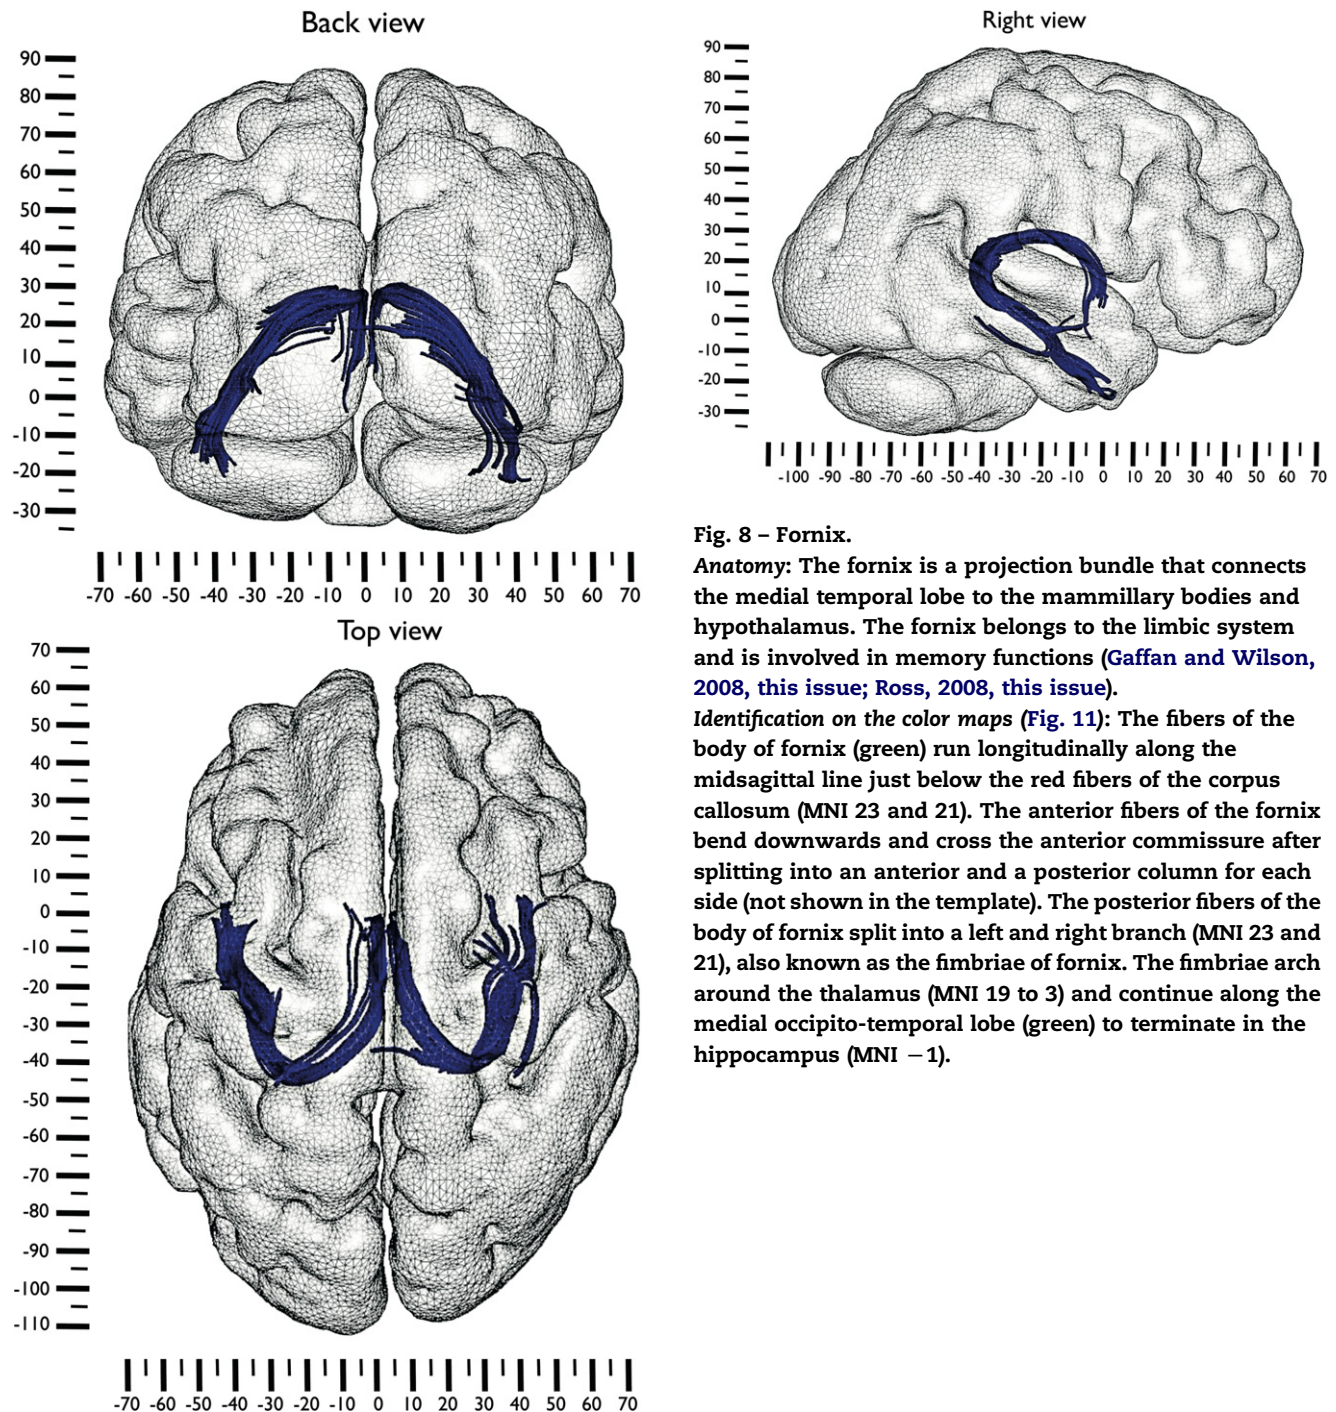 Back view
90
80
70
60
50
40
30
20
10
0
-10
-20
-30
-70 -60 -50 -40 -30 -20 -10 0 10 20 30 40 50 60 70
Right view
90
80
70
60
50
40
30
20
10
0
-10
-20
-30
-100 -90 -80 -70 -60 -50 -40 -30 -20 -10 0 10 20 30 40 50 60 70
Top view
70
60
50
40
30
20
10
0
-10
-20
-30
-40
-50
-60
-70
-80
-90
-100
-110
-70 -60 -50 -40 -30 -20 -10 0 10 20 30 40 50 60 70
Fig. 8 – Fornix.
Anatomy: The fornix is a projection bundle that connects
the medial temporal lobe to the mammillary bodies and
hypothalamus. The fornix belongs to the limbic system
and is involved in memory functions (Gaffan and Wilson,
2008, this issue; Ross, 2008, this issue).
Identification on the color maps (Fig. 11): The fibers of the
body of fornix (green) run longitudinally along the
midsagittal line just below the red fibers of the corpus
callosum (MNI 23 and 21). The anterior fibers of the fornix
bend downwards and cross the anterior commissure after
splitting into an anterior and a posterior column for each
side (not shown in the template). The posterior fibers of the
body of fornix split into a left and right branch (MNI 23 and
21), also known as the fimbriae of fornix. The fimbriae arch
around the thalamus (MNI 19 to 3) and continue along the
medial occipito-temporal lobe (green) to terminate in the
hippocampus (MNI −1).